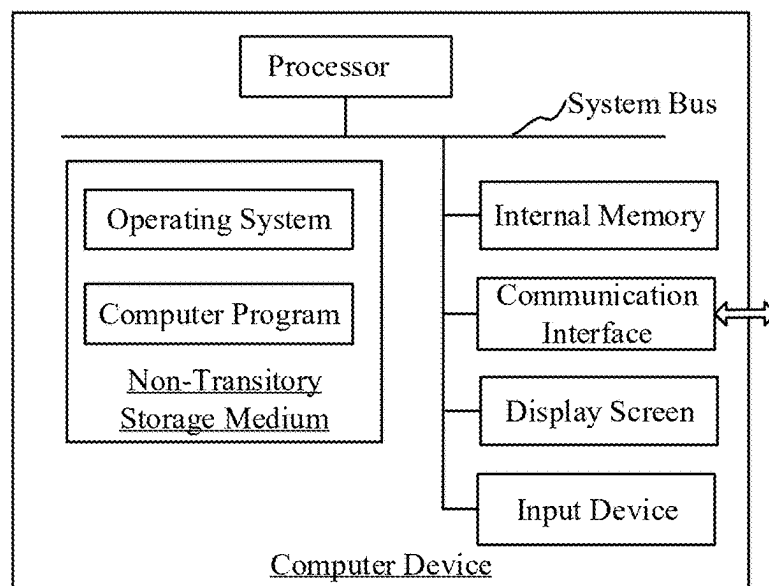 Processor
System Bus
Operating System
Computer Program
Non-Transitory
Storage Medium
Internal Memory
Communication
Interface
Display Screen
Input Device
Computer Device